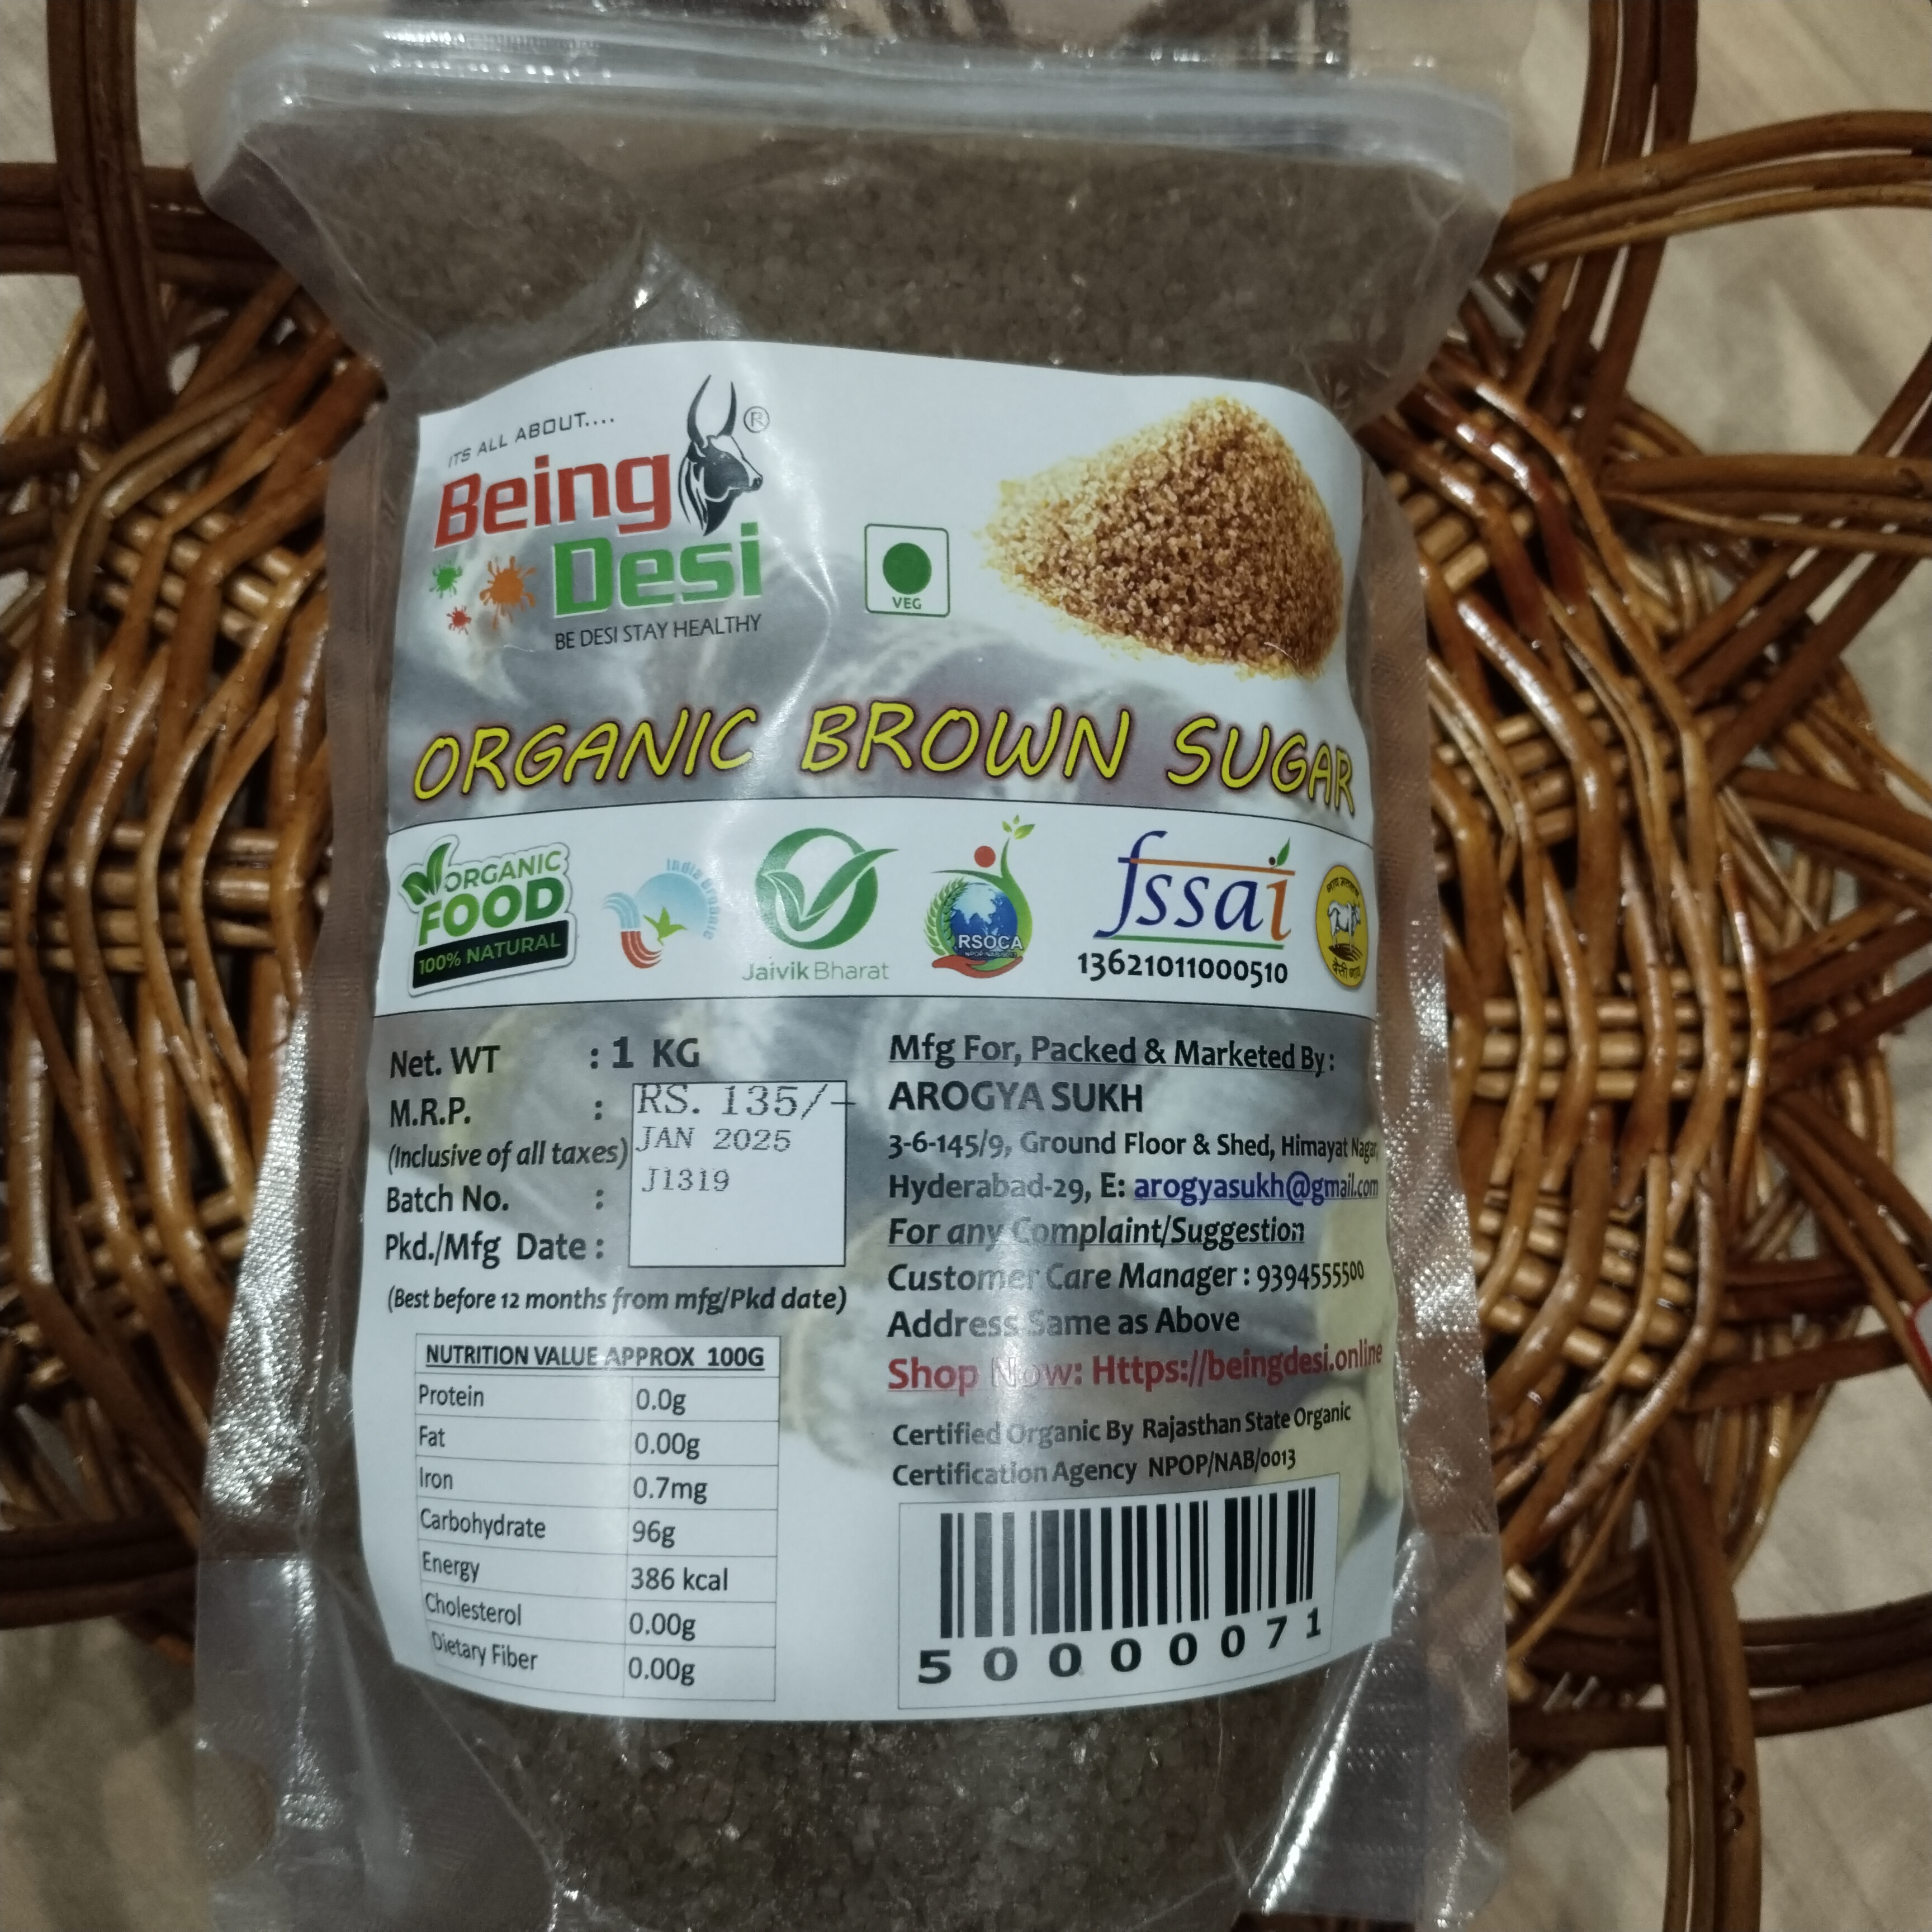 ITS ALL ABOUT....
Being
®
Desi
BE DESI STAY HEALTHY
VEG
ORGANIC BROWN SUGAR
ORGANIC
FOOD
100% NATURAL
India Organic
Jaivik Bharat
RSOCA
fssai
13621011000510
Net. WT : 1 KG
M.R.P. : RS. 135/-
(Inclusive of all taxes) JAN 2025
Batch No. : J1319
Pkd./Mfg Date :
(Best before 12 months from mfg/Pkd date)
NUTRITION VALUE APPROX 100G
Protein 0.0g
Fat 0.00g
Iron 0.7mg
Carbohydrate 96g
Energy 386 kcal
Cholesterol 0.00g
Dietary Fiber 0.00g
Mfg For, Packed & Marketed By:
AROGYA SUKH
3-6-145/9, Ground Floor & Shed, Himayat Nagar,
Hyderabad-29, E: arogyasukh@gmail.com
For any Complaint/Suggestion
Customer Care Manager : 9394555500
Address Same as Above
Shop Now: Https://beingdesi.online
Certified Organic By Rajasthan State Organic
Certification Agency NPOP/NAB/0013
50000071